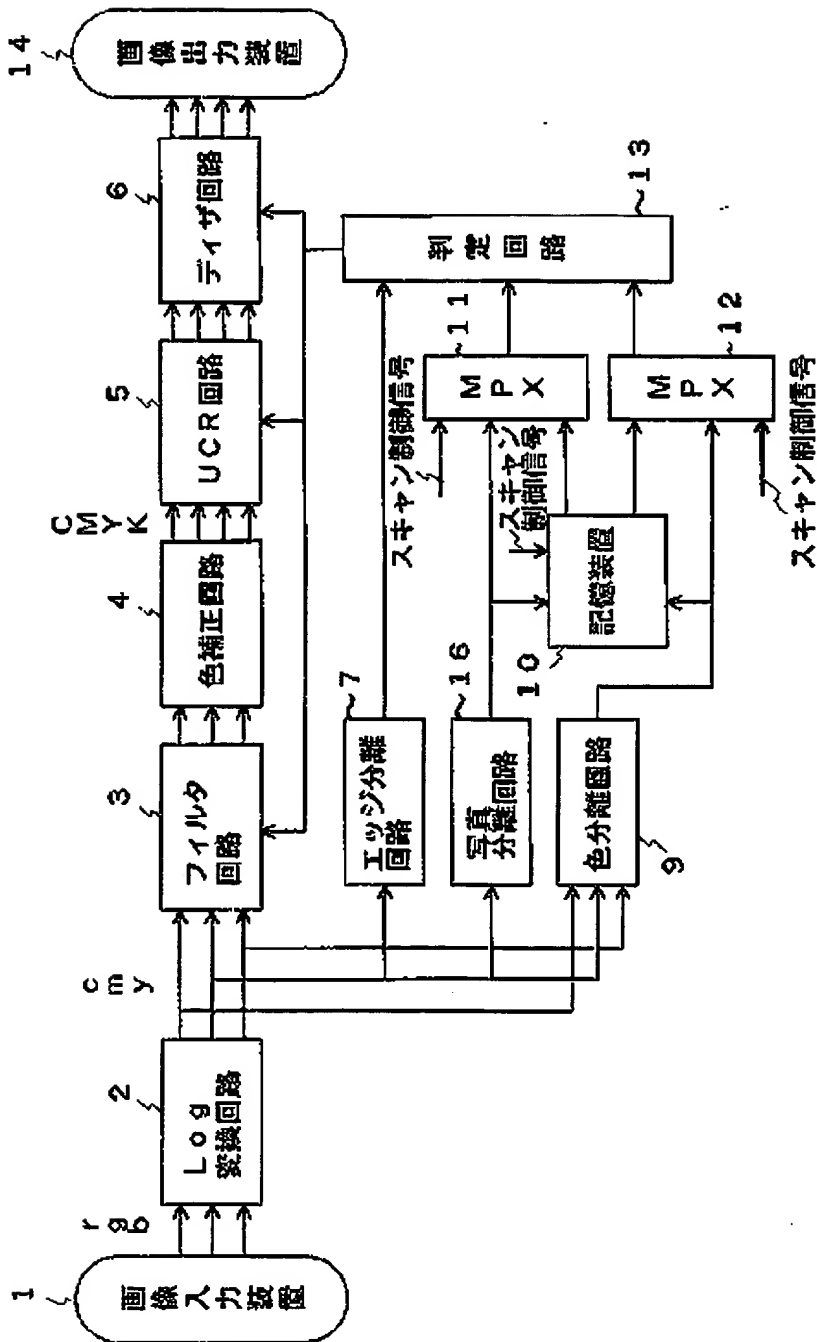 1
画像入力装置
r
g
b
2
Log
変換回路
c
m
y
3
フィルタ
回路
4
色補正回路
C
M
Y
K
5
UCR回路
6
ディザ回路
14
画像出力装置
7
エッジ分離
回路
16
写真
分離回路
9
色分離回路
10
記憶装置
スキャン
制御信号
スキャン制御信号
11
MPX
12
MPX
スキャン制御信号
13
判定回路